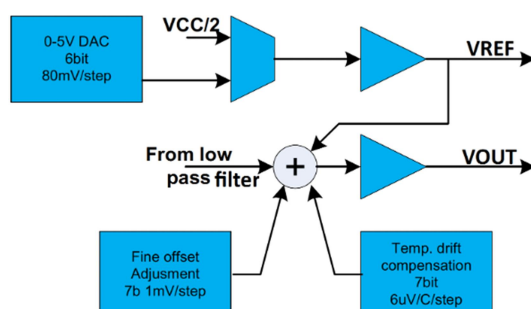 0-5V DAC
6bit
80mV/step
VCC/2
VREF
From low
pass filter
+
VOUT
Fine offset
Adjusment
7b 1mV/step
Temp. drift
compensation
7bit
6uV/C/step